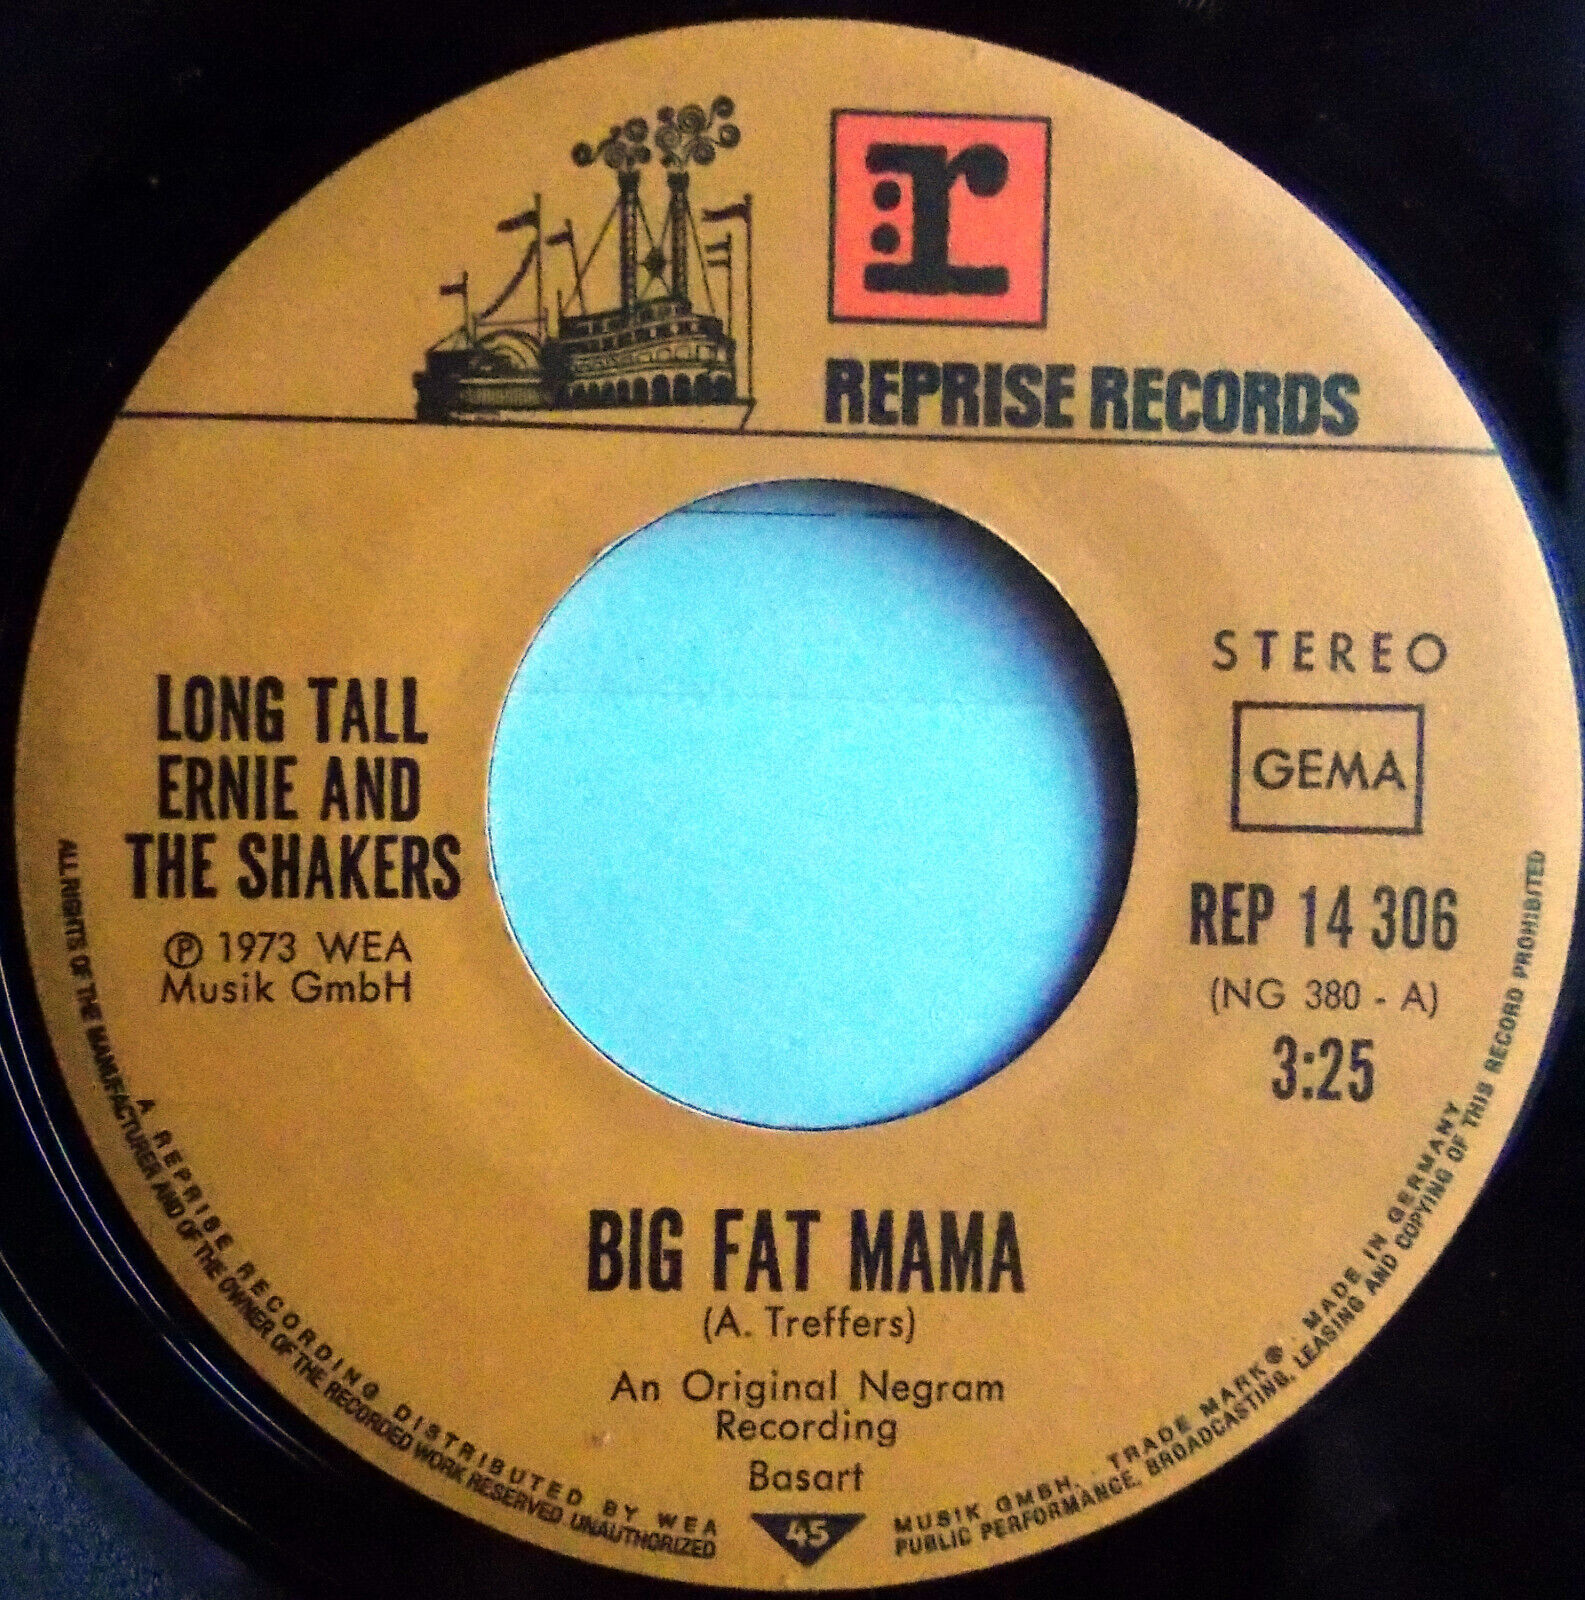 r
REPRISE RECORDS
LONG TALL
ERNIE AND
THE SHAKERS
℗ 1973 WEA
Musik GmbH
STEREO
GEMA
REP 14 306
(NG 380 - A)
3:25
BIG FAT MAMA
(A. Treffers)
An Original Negram
Recording
Basart
45
A REPRISE RECORDING DISTRIBUTED BY WEA MUSIK GMBH. TRADE MARK ® · MADE IN GERMANY
ALL RIGHTS OF THE MANUFACTURER AND OF THE OWNER OF THE RECORDED WORK RESERVED UNAUTHORIZED PUBLIC PERFORMANCE, BROADCASTING, LEASING AND COPYING OF THIS RECORD PROHIBITED